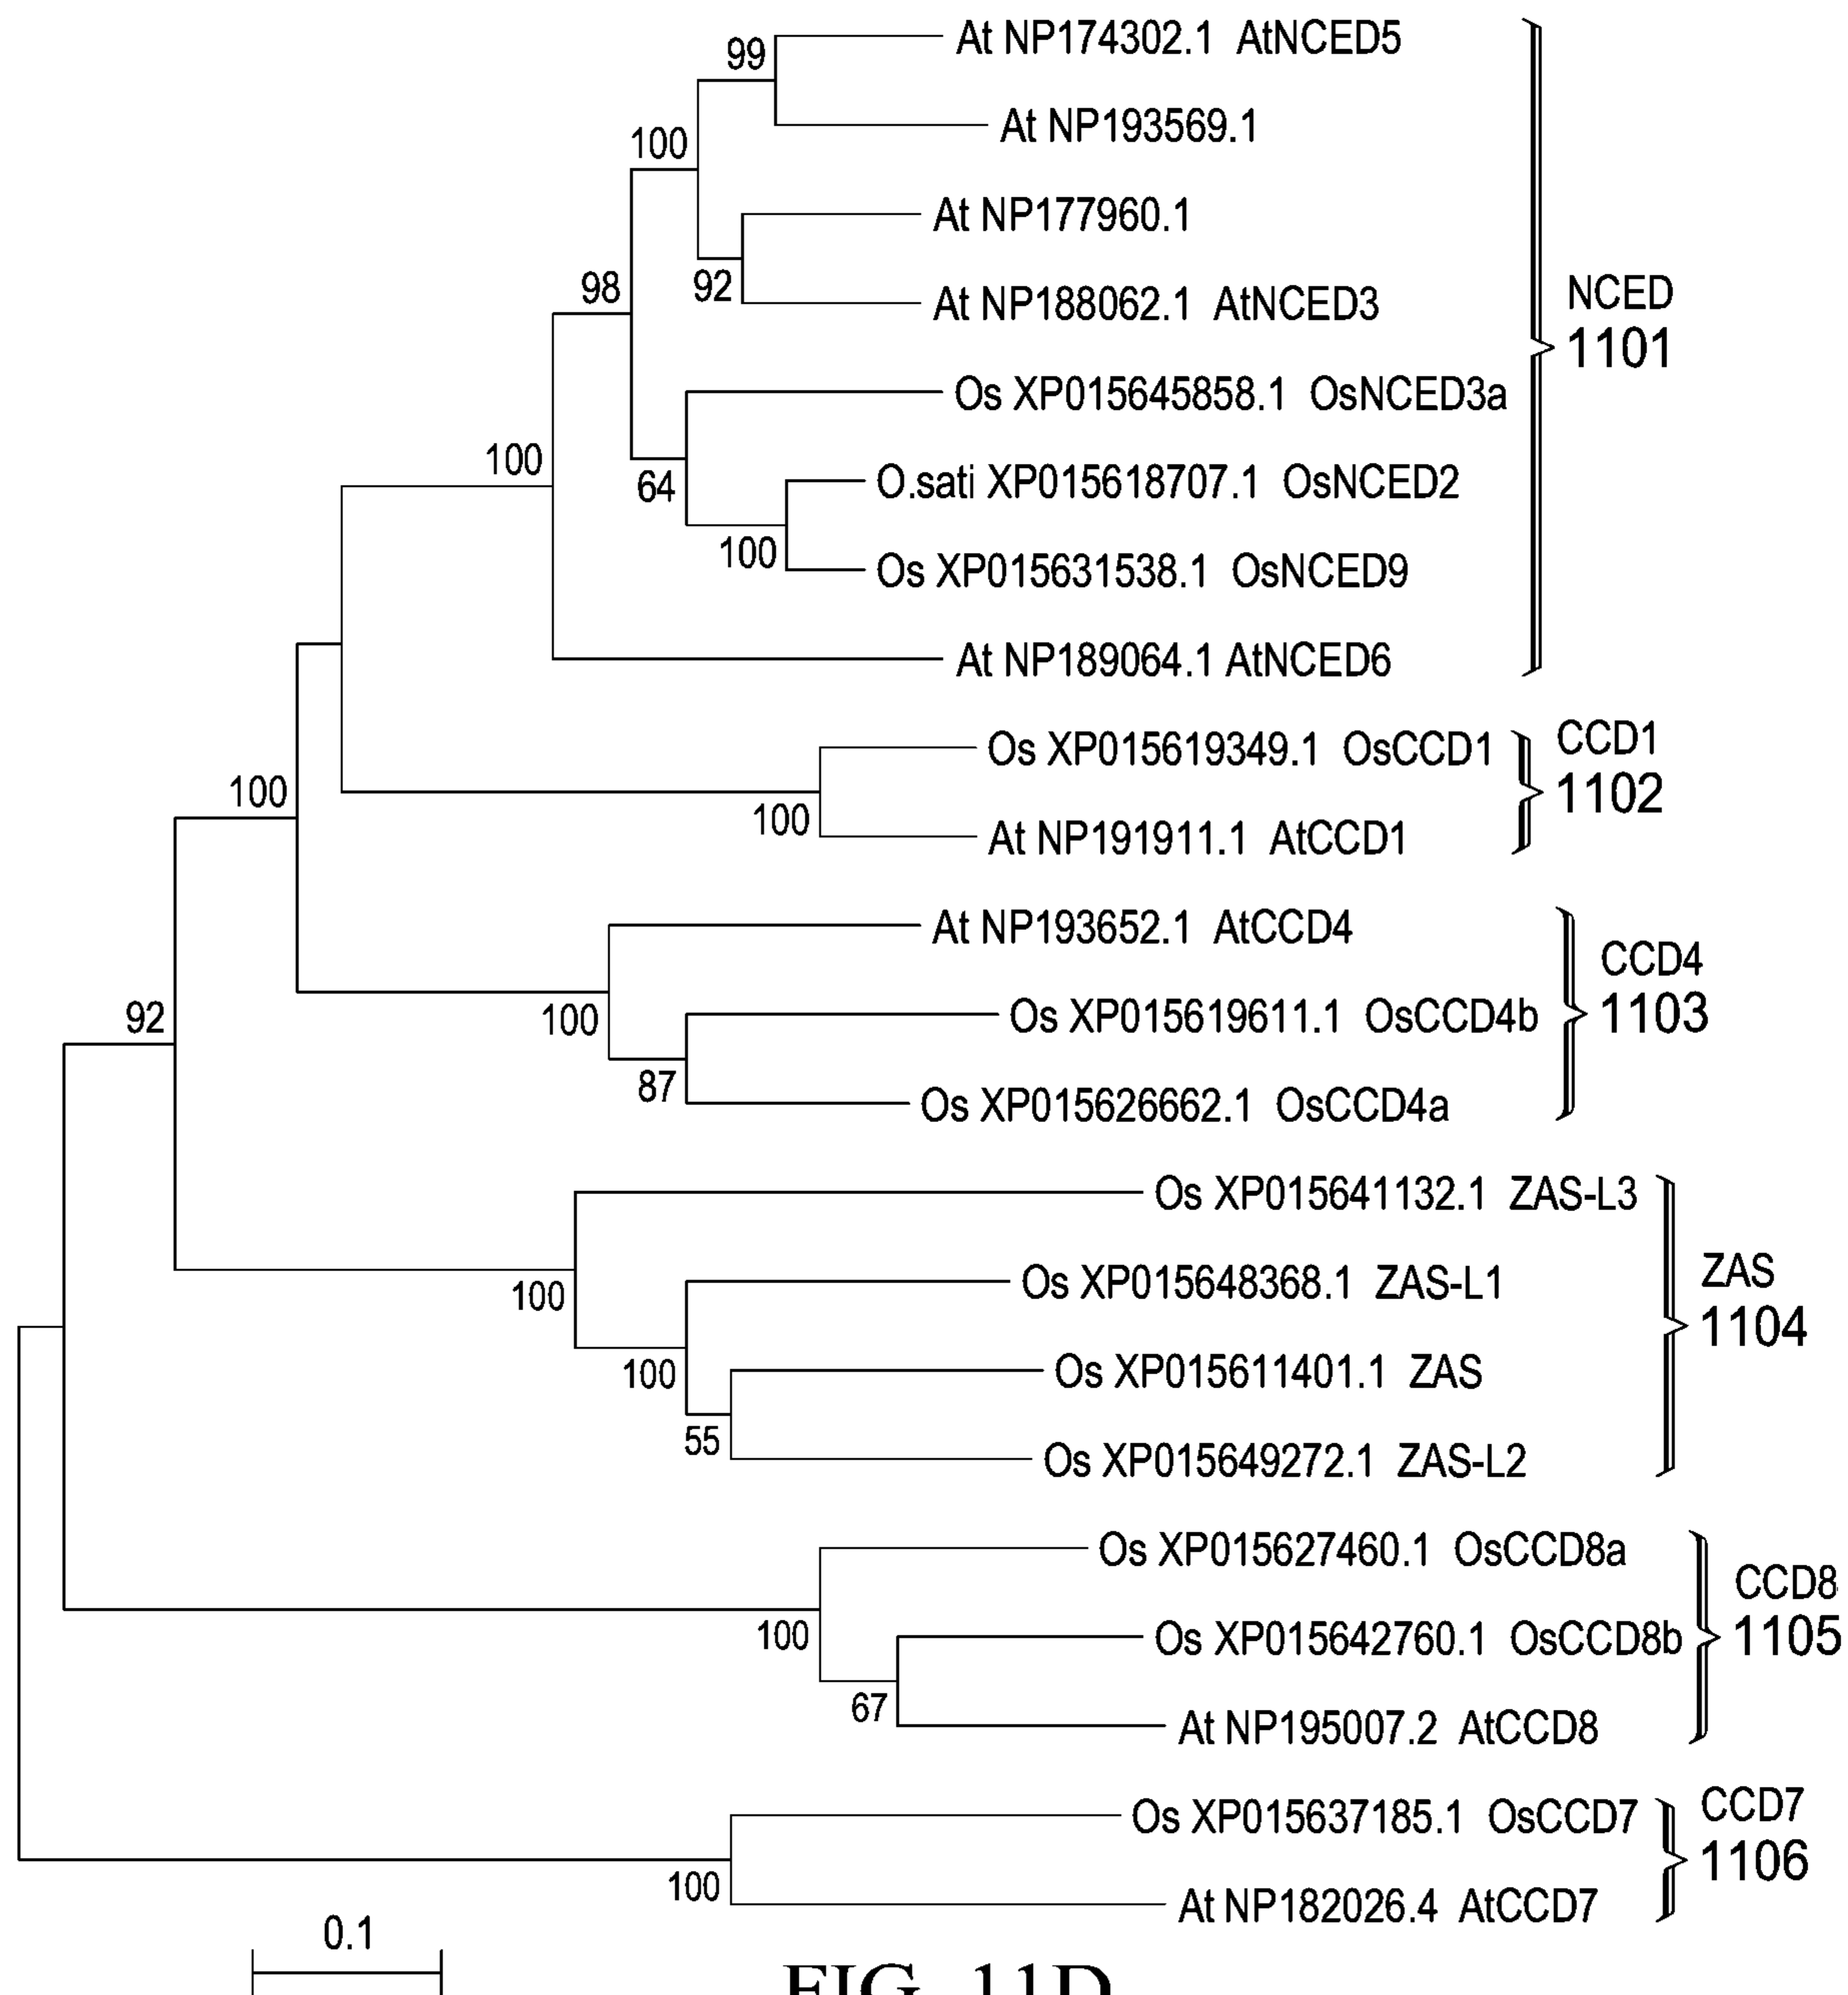 99
At NP174302.1 AtNCED5
At NP193569.1
100
At NP177960.1
92
At NP188062.1 AtNCED3
98
NCED
1101
Os XP015645858.1 OsNCED3a
64
O.sati XP015618707.1 OsNCED2
100
Os XP015631538.1 OsNCED9
100
At NP189064.1 AtNCED6
Os XP015619349.1 OsCCD1
CCD1
1102
100
At NP191911.1 AtCCD1
100
At NP193652.1 AtCCD4
CCD4
1103
100
Os XP015619611.1 OsCCD4b
87
Os XP015626662.1 OsCCD4a
92
Os XP015641132.1 ZAS-L3
ZAS
1104
100
Os XP015648368.1 ZAS-L1
100
Os XP015611401.1 ZAS
55
Os XP015649272.1 ZAS-L2
Os XP015627460.1 OsCCD8a
CCD8
1105
100
Os XP015642760.1 OsCCD8b
67
At NP195007.2 AtCCD8
Os XP015637185.1 OsCCD7
CCD7
1106
100
At NP182026.4 AtCCD7
0.1
FIG. 11D